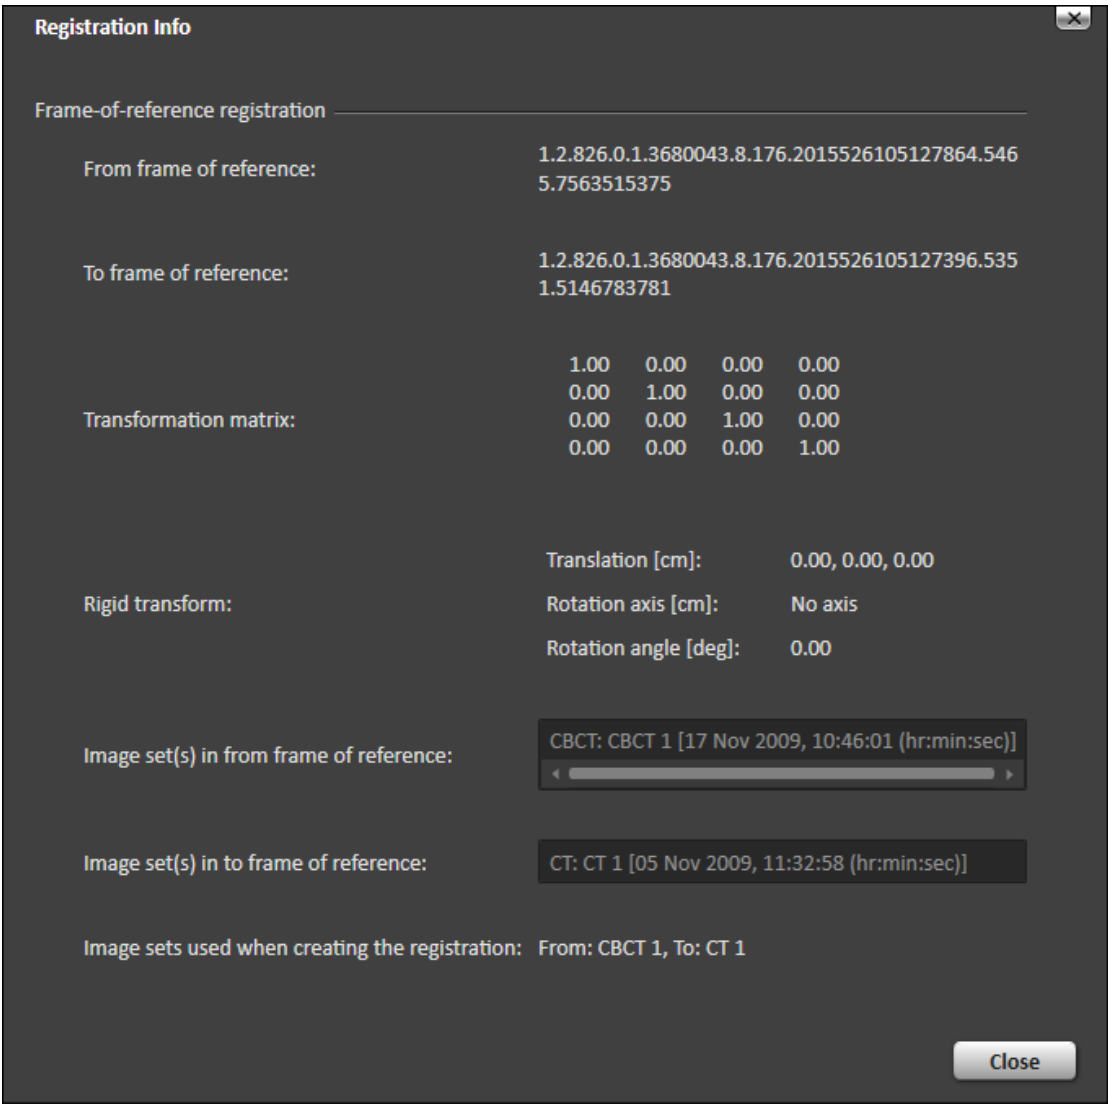 Registration Info
Frame-of-reference registration
From frame of reference:
1.2.826.0.1.3680043.8.176.2015526105127864.546
5.7563515375
To frame of reference:
1.2.826.0.1.3680043.8.176.2015526105127396.535
1.5146783781
Transformation matrix:
1.00 0.00 0.00 0.00
0.00 1.00 0.00 0.00
0.00 0.00 1.00 0.00
0.00 0.00 0.00 1.00
Rigid transform:
Translation [cm]: 0.00, 0.00, 0.00
Rotation axis [cm]: No axis
Rotation angle [deg]: 0.00
Image set(s) in from frame of reference:
CBCT: CBCT 1 [17 Nov 2009, 10:46:01 (hr:min:sec)]
Image set(s) in to frame of reference:
CT: CT 1 [05 Nov 2009, 11:32:58 (hr:min:sec)]
Image sets used when creating the registration: From: CBCT 1, To: CT 1
Close